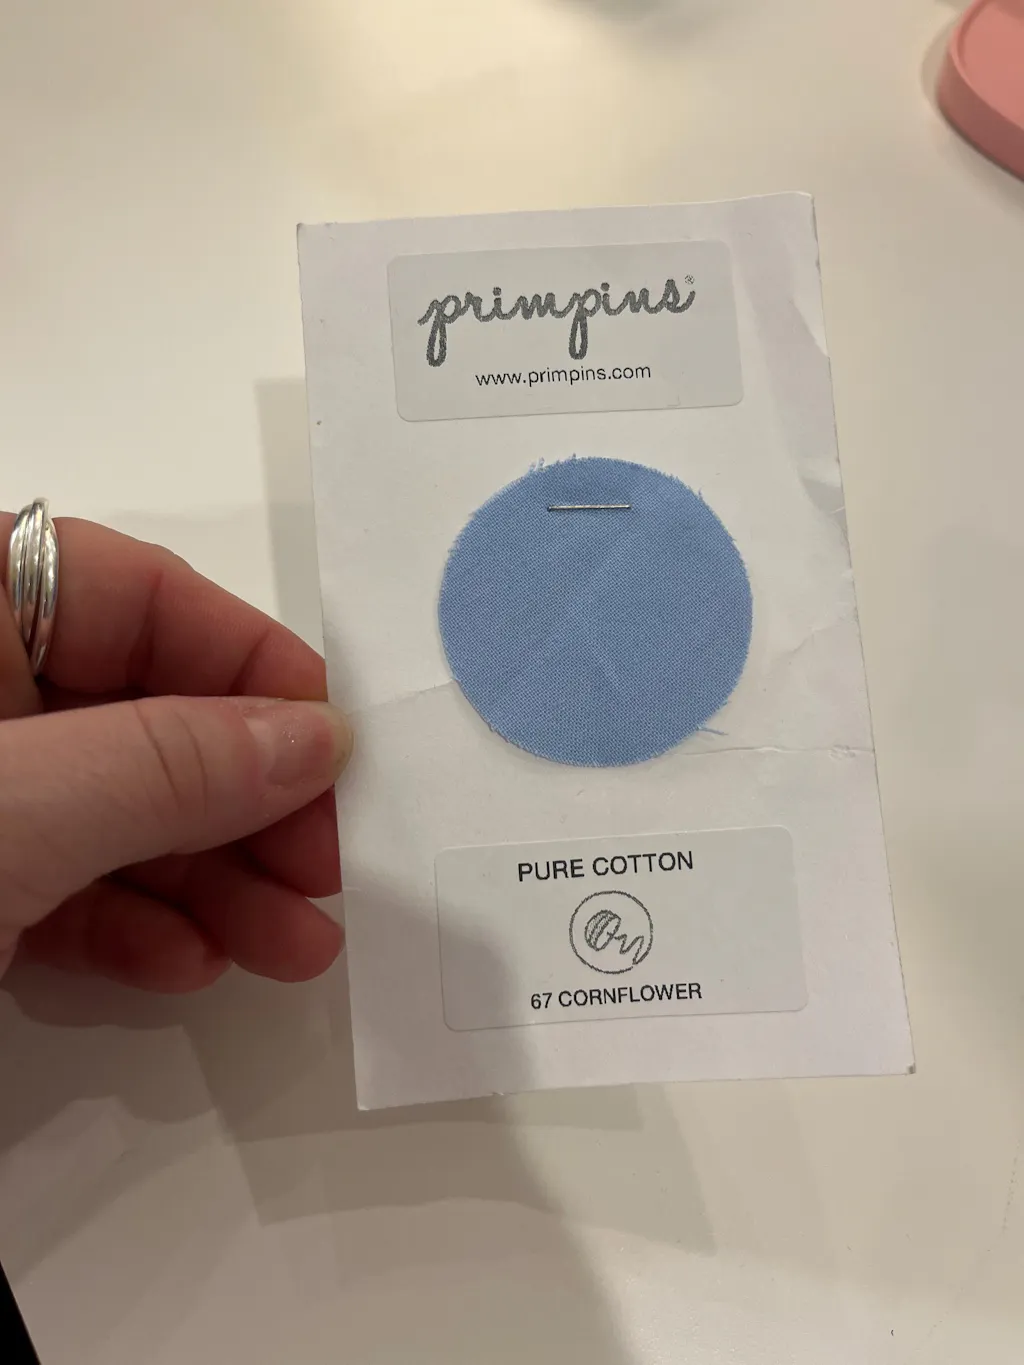 primpins®
www.primpins.com
PURE COTTON
67 CORNFLOWER